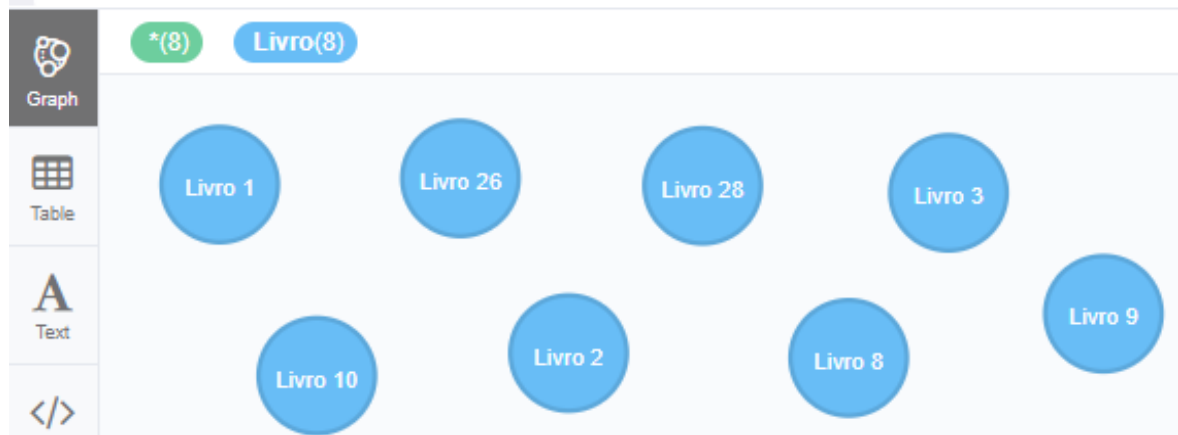 *(8) Livro(8)
Graph
Table
Text
</>
Livro 1
Livro 26
Livro 28
Livro 3
Livro 9
Livro 10
Livro 2
Livro 8